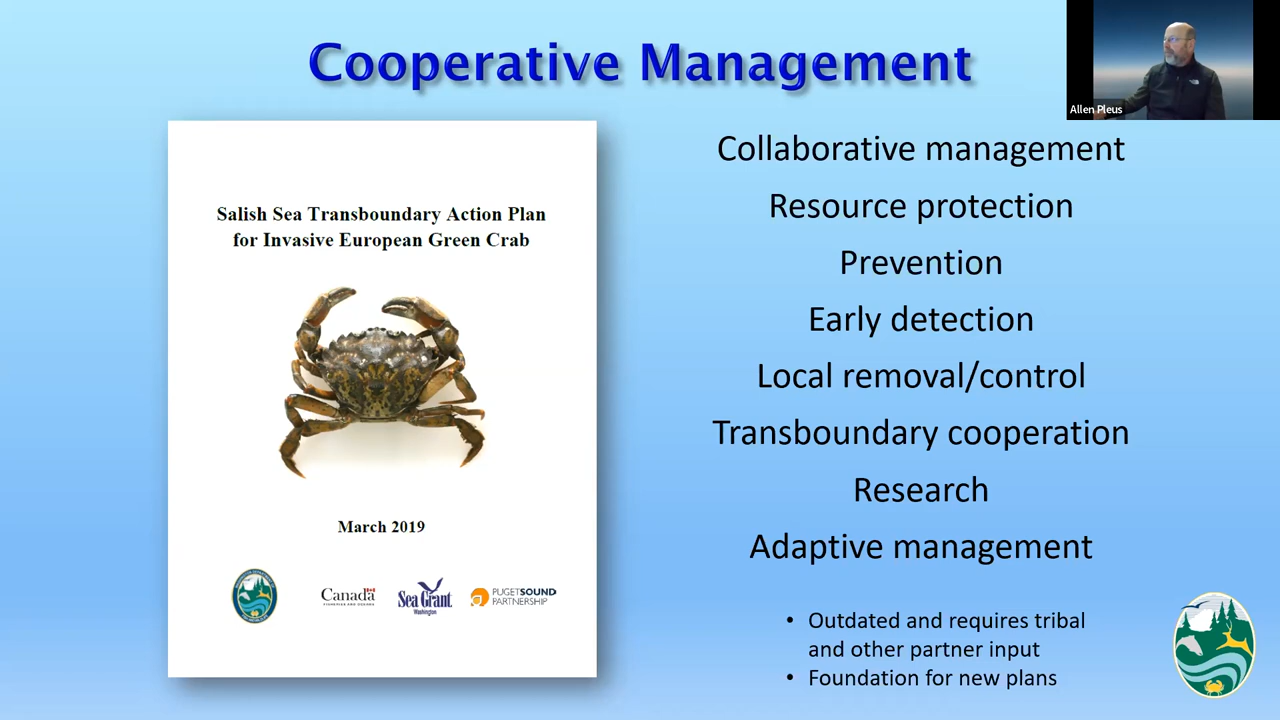 Cooperative Management
Allen Pleus
Salish Sea Transboundary Action Plan
for Invasive European Green Crab
March 2019
Canada
Sea Grant
Washington
PUGETSOUND
PARTNERSHIP
Collaborative management
Resource protection
Prevention
Early detection
Local removal/control
Transboundary cooperation
Research
Adaptive management
• Outdated and requires tribal
and other partner input
• Foundation for new plans